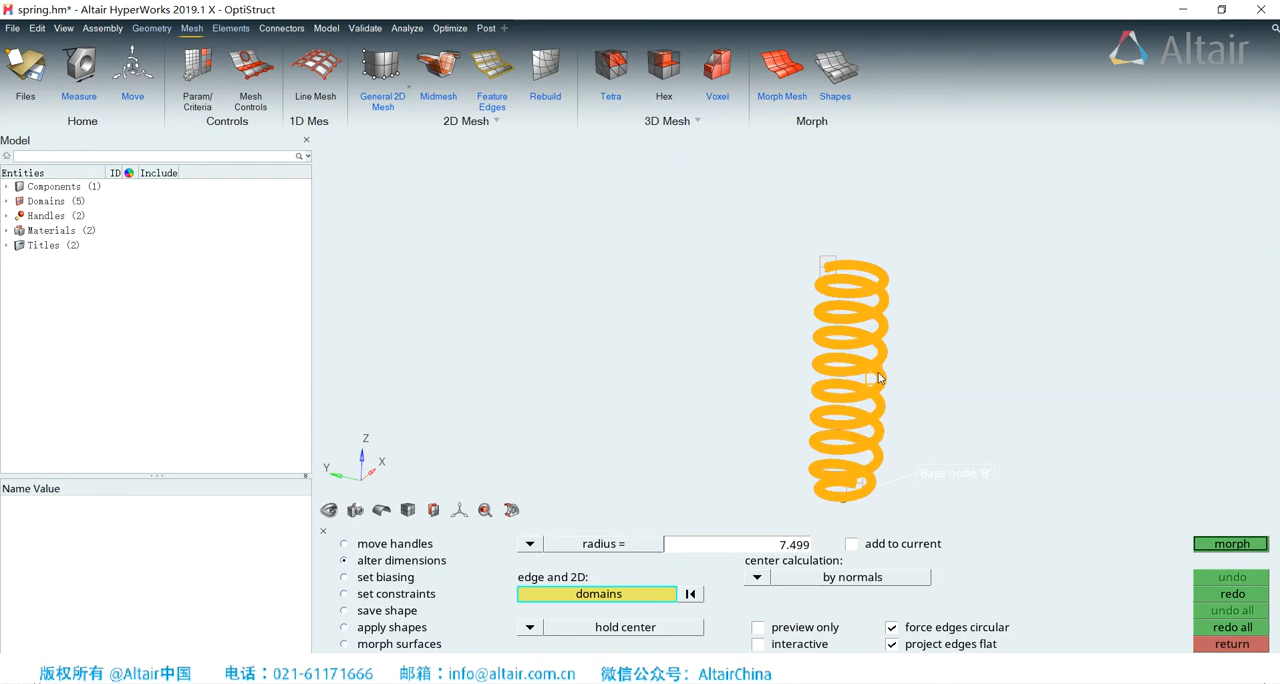 spring.hm* - Altair HyperWorks 2019.1 X - OptiStruct
File Edit View Assembly Geometry Mesh Elements Connectors Model Validate Analyze Optimize Post +
Altair
Files Measure Move Param/ Criteria Mesh Controls Line Mesh General 2D Mesh Midmesh Feature Edges Rebuild Tetra Hex Voxel Morph Mesh Shapes
Home Controls 1D Mes 2D Mesh 3D Mesh Morph
Model
Entities ID Include
Components (1)
Domains (5)
Handles (2)
Materials (2)
Titles (2)
Name Value
Base node 'B'
Z
Y X
move handles radius = 7.499 add to current morph
alter dimensions center calculation:
set biasing edge and 2D: by normals undo
set constraints domains redo
save shape undo all
apply shapes hold center preview only force edges circular redo all
morph surfaces interactive project edges flat return
版权所有 @Altair中国 电话：021-61171666 邮箱：info@altair.com.cn 微信公众号：AltairChina